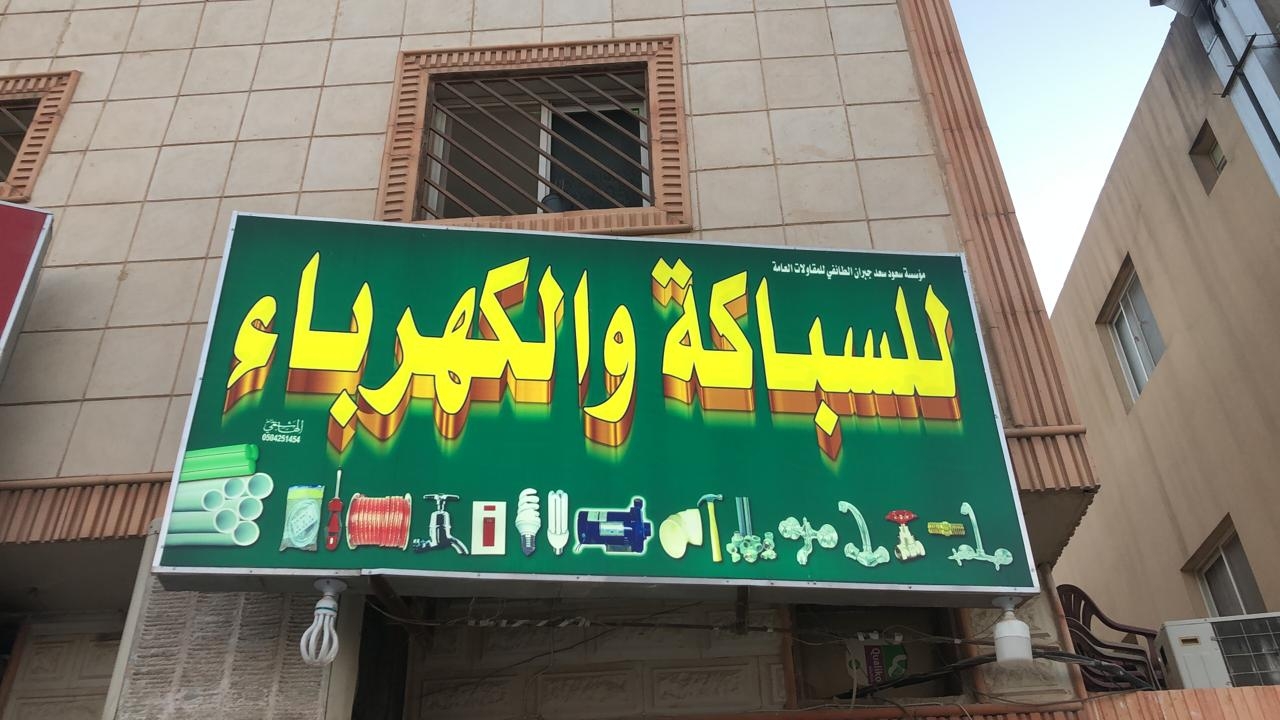 مؤسسة سعود سعد جبران الطائفي للمقاولات العامة
للسباكة والكهرباء
0504251454